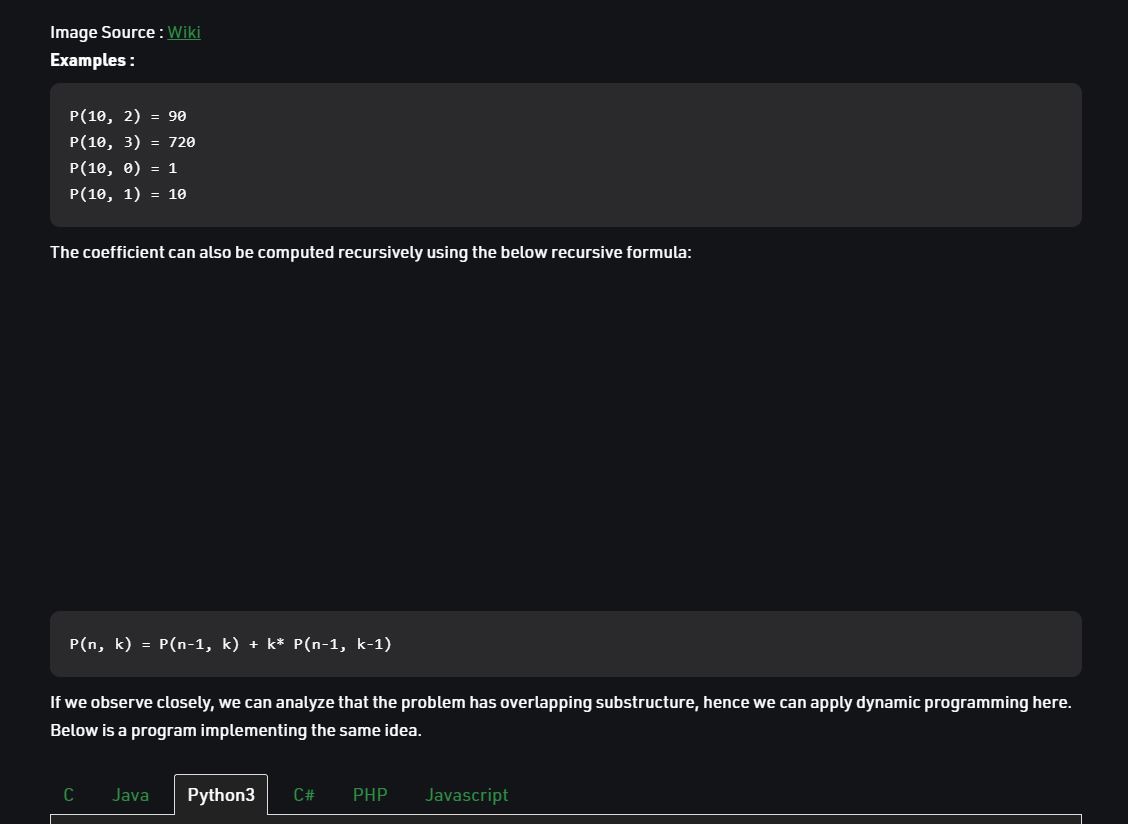 Image Source : Wiki
Examples :
P(10, 2) = 90
P(10, 3) = 720
P(10, 0) = 1
P(10, 1) = 10
The coefficient can also be computed recursively using the below recursive formula:
P(n, k) = P(n-1, k) + k* P(n-1, k-1)
If we observe closely, we can analyze that the problem has overlapping substructure, hence we can apply dynamic programming here.
Below is a program implementing the same idea.
C Java Python3 C# PHP Javascript